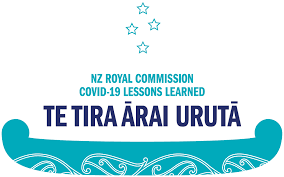 NZ ROYAL COMMISSION
COVID-19 LESSONS LEARNED
TE TIRA ĀRAI URUTĀ